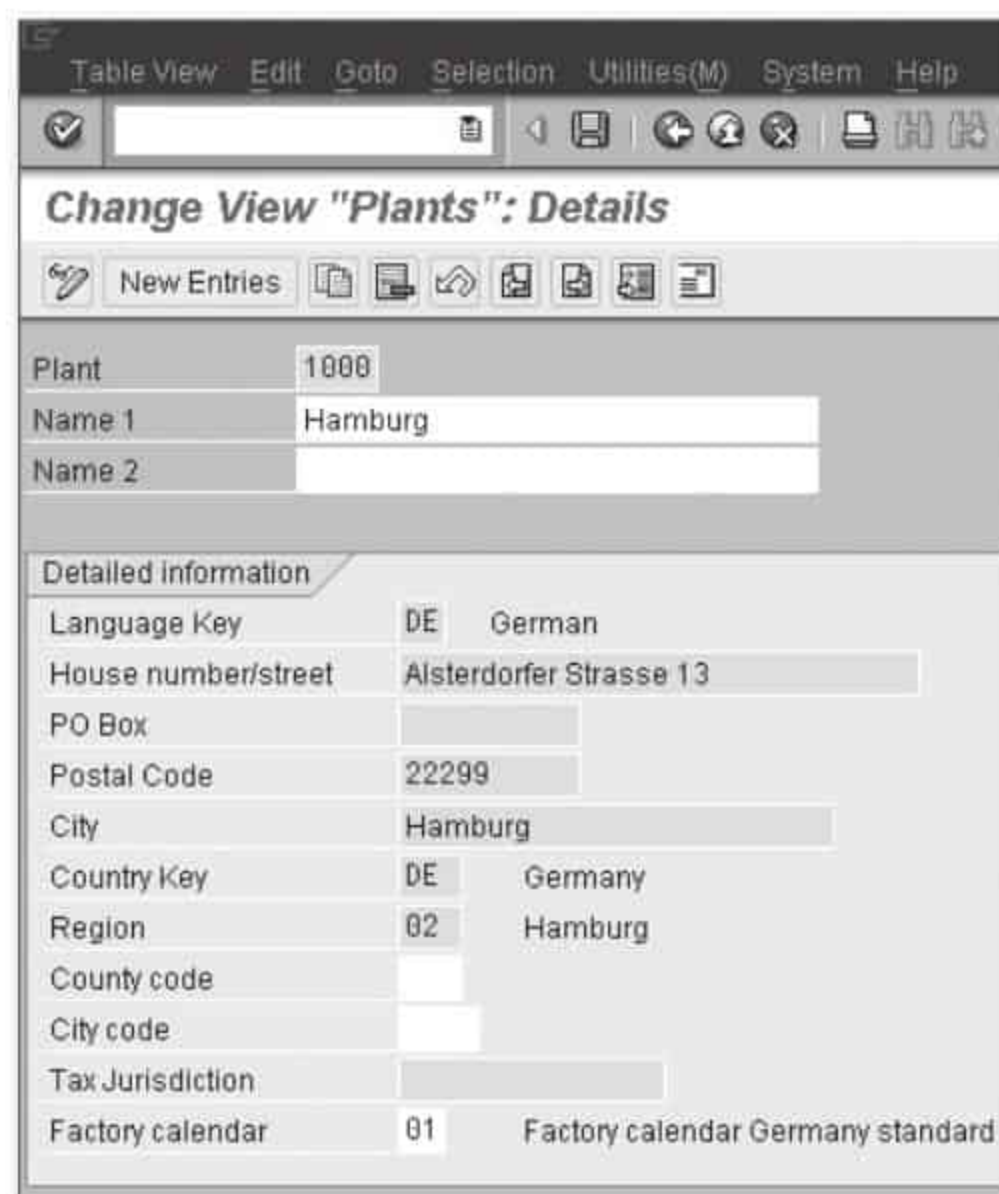 Table View Edit Goto Selection Utilities(M) System Help
Change View "Plants": Details
New Entries
Plant 1000
Name 1 Hamburg
Name 2
Detailed information
Language Key DE German
House number/street Alsterdorfer Strasse 13
PO Box
Postal Code 22299
City Hamburg
Country Key DE Germany
Region 02 Hamburg
County code
City code
Tax Jurisdiction
Factory calendar 01 Factory calendar Germany standard